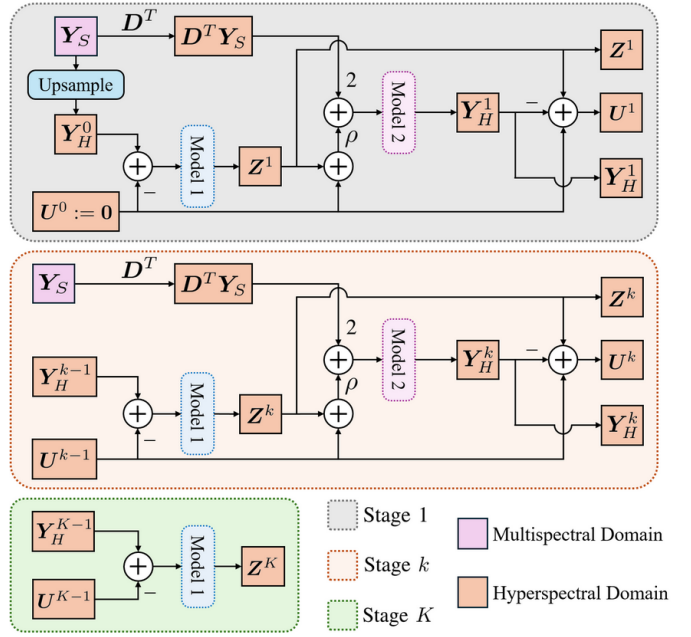 Y_S
D^T
D^T Y_S
Z^1
Upsample
2
Model 2
Y_H^1
−
U^1
Y_H^0
ρ
Model 1
Z^1
Y_H^1
−
U^0 := 0
Y_S
D^T
D^T Y_S
Z^k
2
Model 2
Y_H^k
−
U^k
Y_H^{k−1}
ρ
Model 1
Z^k
Y_H^k
−
U^{k−1}
Y_H^{K−1}
Model 1
Z^K
−
U^{K−1}
Stage 1
Stage k
Stage K
Multispectral Domain
Hyperspectral Domain